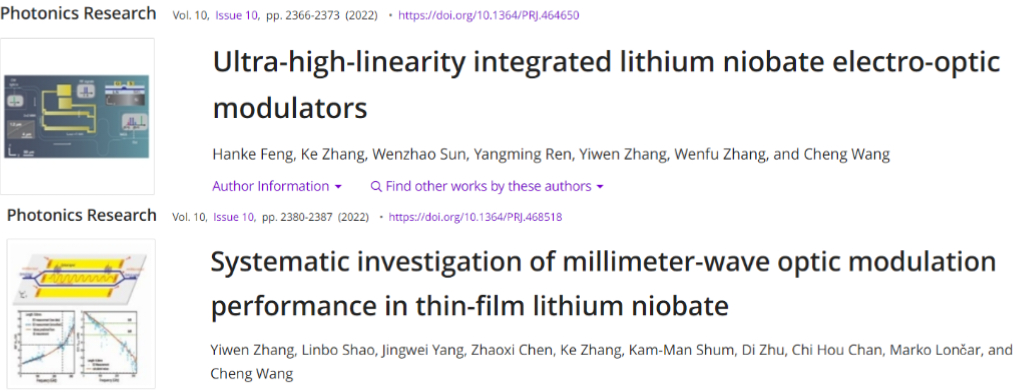 Photonics Research Vol. 10, Issue 10, pp. 2366-2373 (2022) • https://doi.org/10.1364/PRJ.464650
Ultra-high-linearity integrated lithium niobate electro-optic
modulators
Hanke Feng, Ke Zhang, Wenzhao Sun, Yangming Ren, Yiwen Zhang, Wenfu Zhang, and Cheng Wang
Author Information Find other works by these authors
Photonics Research Vol. 10, Issue 10, pp. 2380-2387 (2022) • https://doi.org/10.1364/PRJ.468518
Systematic investigation of millimeter-wave optic modulation
performance in thin-film lithium niobate
Yiwen Zhang, Linbo Shao, Jingwei Yang, Zhaoxi Chen, Ke Zhang, Kam-Man Shum, Di Zhu, Chi Hou Chan, Marko Lončar, and
Cheng Wang